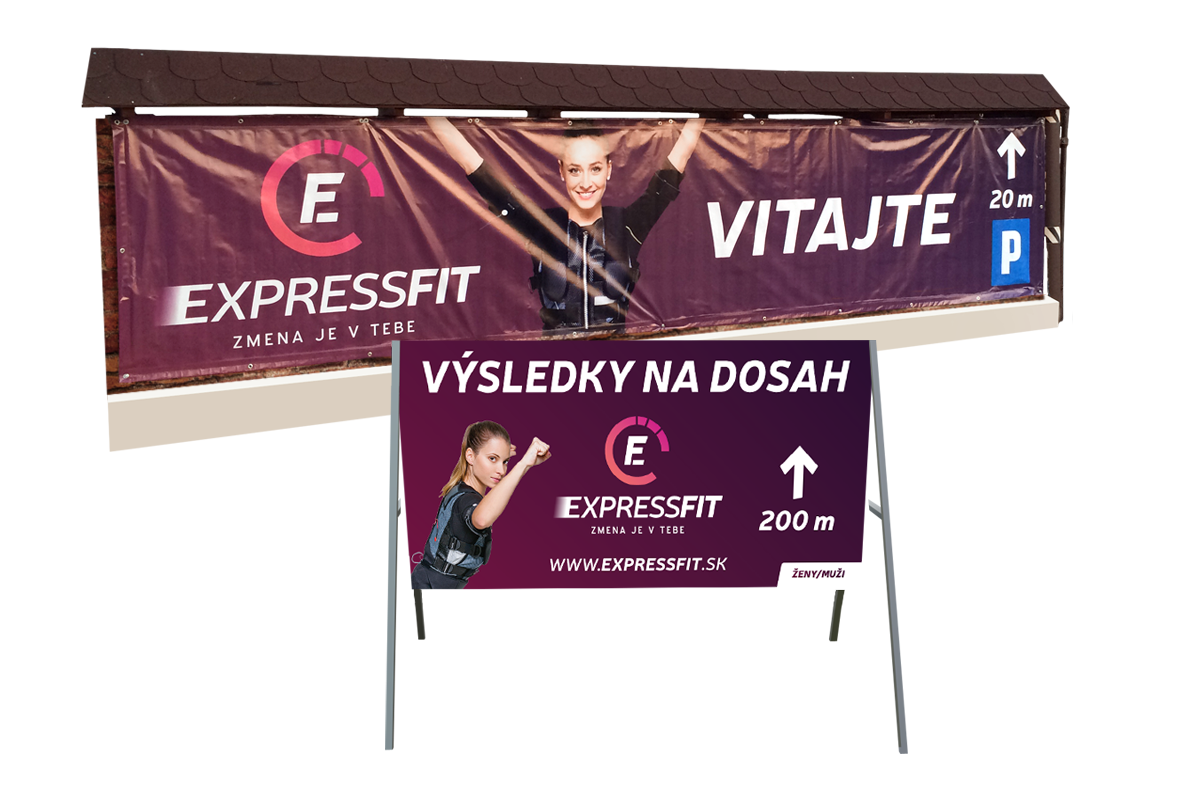 E
EXPRESSFIT
ZMENA JE V TEBE
VITAJTE
20 m
P
VÝSLEDKY NA DOSAH
E
EXPRESSFIT
ZMENA JE V TEBE
200 m
WWW.EXPRESSFIT.SK
ŽENY/MUŽI